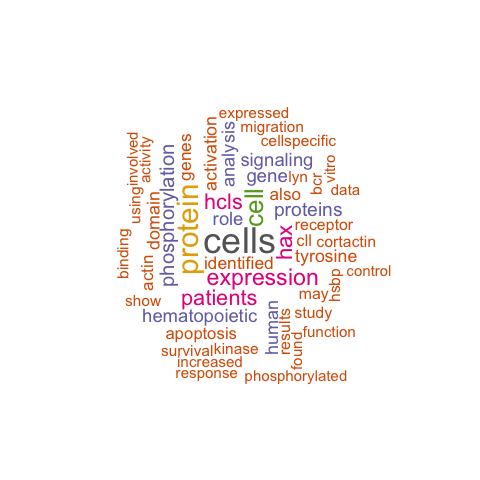 expressed
migration
cellspecific
activation
analysis
genes
signaling
gene
lyn
bcr
vitro
data
also
involved
activity
using
domain
phosphorylation
protein
hcls
cell
role
proteins
receptor
hax
cll
cortactin
tyrosine
cells
identified
binding
actin
expression
hsbp
control
show
patients
may
study
hematopoietic
human
results
function
found
apoptosis
survival
kinase
increased
response
phosphorylated